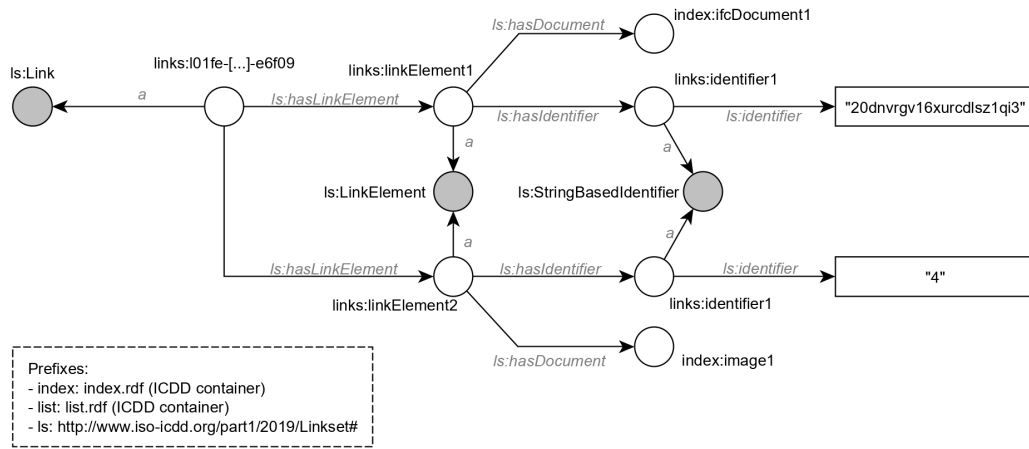 index:ifcDocument1
ls:hasDocument
ls:Link
links:l01fe-[...]-e6f09
links:linkElement1
links:identifier1
a
ls:hasLinkElement
ls:hasIdentifier
ls:identifier
"20dnvrgv16xurcdlsz1qi3"
a
a
ls:LinkElement
ls:StringBasedIdentifier
a
a
ls:hasLinkElement
ls:hasIdentifier
ls:identifier
"4"
links:linkElement2
links:identifier1
ls:hasDocument
index:image1
Prefixes:
- index: index.rdf (ICDD container)
- list: list.rdf (ICDD container)
- ls: http://www.iso-icdd.org/part1/2019/Linkset#